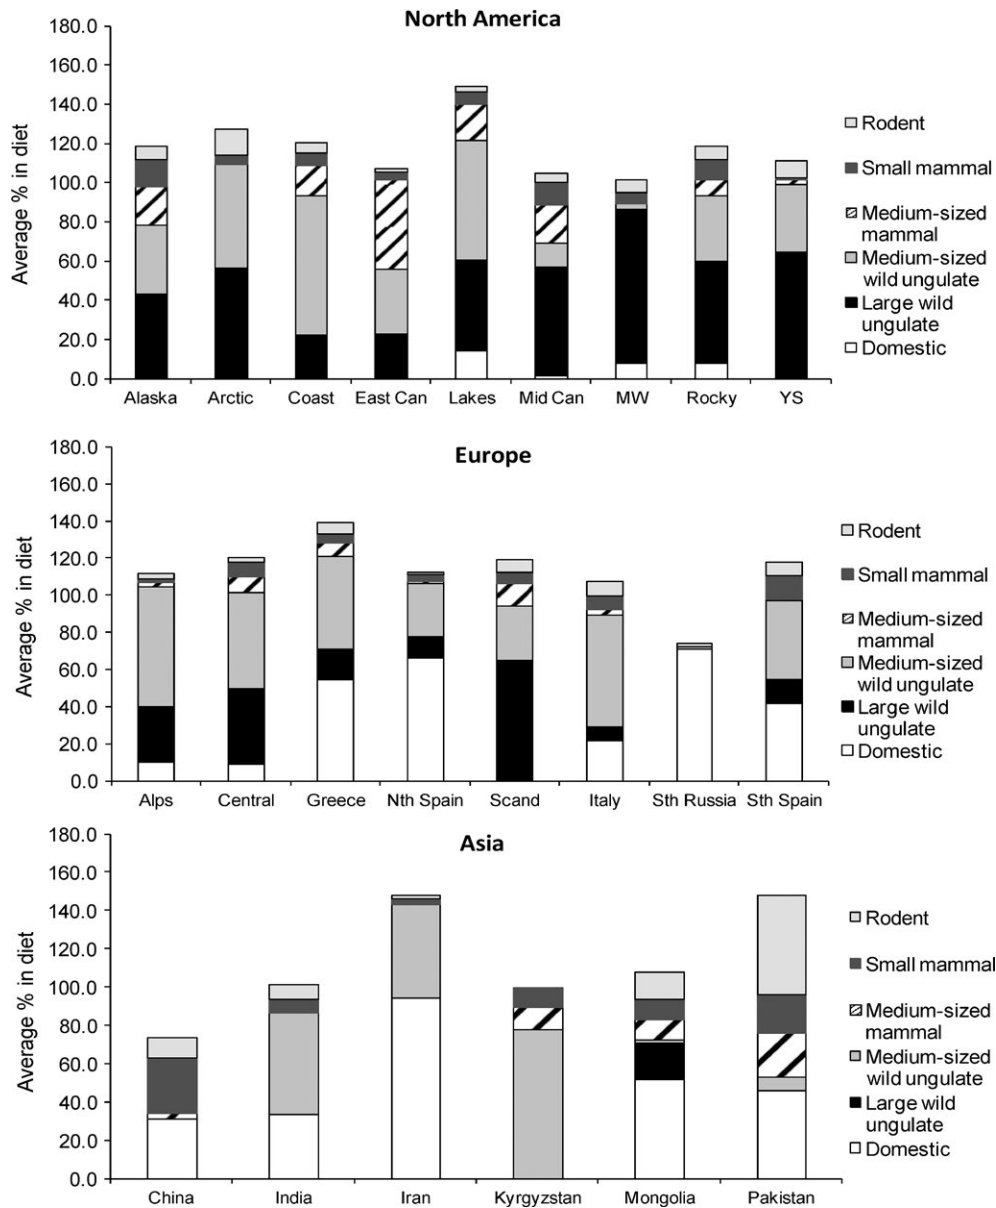 North America
180.0
160.0
140.0
120.0
100.0
80.0
60.0
40.0
20.0
0.0
Average % in diet
Alaska Arctic Coast East Can Lakes Mid Can MW Rocky YS
Rodent
Small mammal
Medium-sized
mammal
Medium-sized
wild ungulate
Large wild
ungulate
Domestic
Europe
180.0
160.0
140.0
120.0
100.0
80.0
60.0
40.0
20.0
0.0
Average % in diet
Alps Central Greece Nth Spain Scand Italy Sth Russia Sth Spain
Rodent
Small mammal
Medium-sized
mammal
Medium-sized
wild ungulate
Large wild
ungulate
Domestic
Asia
180.0
160.0
140.0
120.0
100.0
80.0
60.0
40.0
20.0
0.0
Average % in diet
China India Iran Kyrgyzstan Mongolia Pakistan
Rodent
Small mammal
Medium-sized
mammal
Medium-sized
wild ungulate
Large wild
ungulate
Domestic